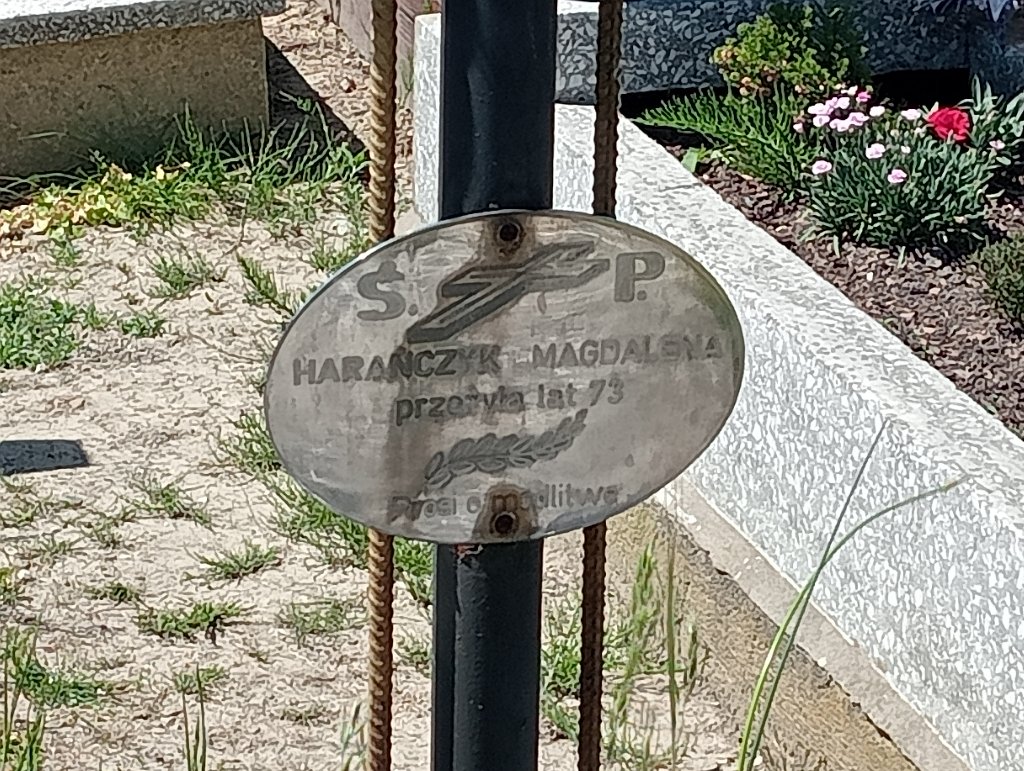 Ś. P.
HARAŃCZYK MAGDALENA
przeżyła lat 73
Prosi o modlitwę